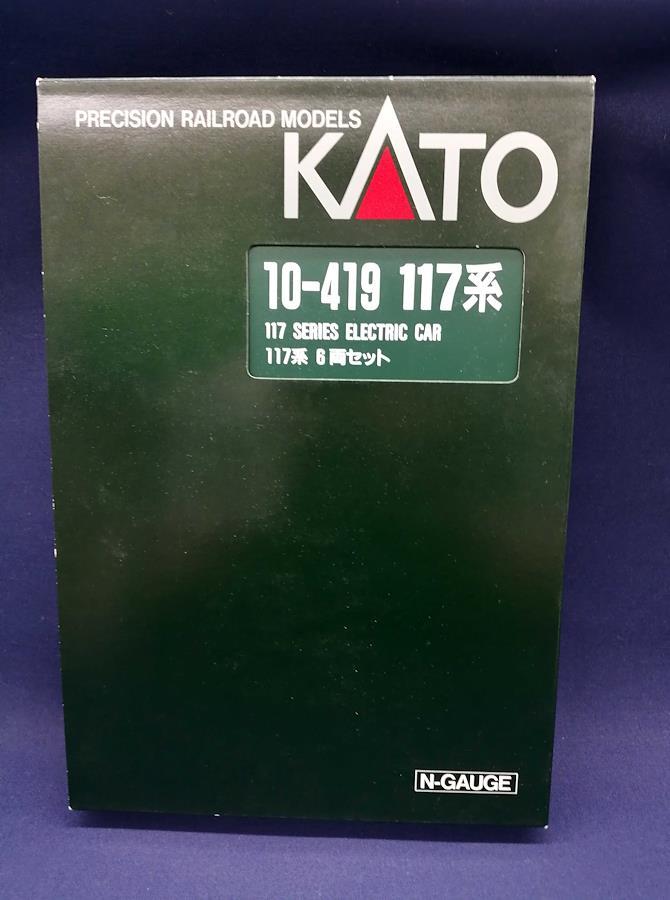 PRECISION RAILROAD MODELS
KATO
10-419 117系
117 SERIES ELECTRIC CAR
117系 6両セット
N-GAUGE